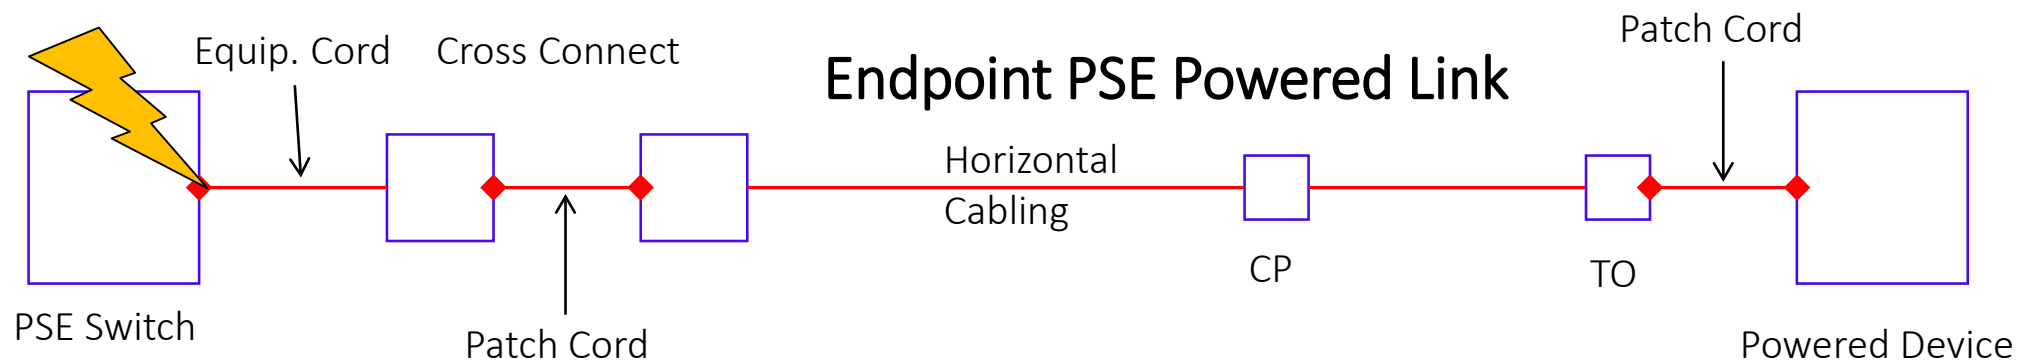 Patch Cord
Equip. Cord
Cross Connect
Endpoint PSE Powered Link
Horizontal
Cabling
CP
TO
PSE Switch
Patch Cord
Powered Device